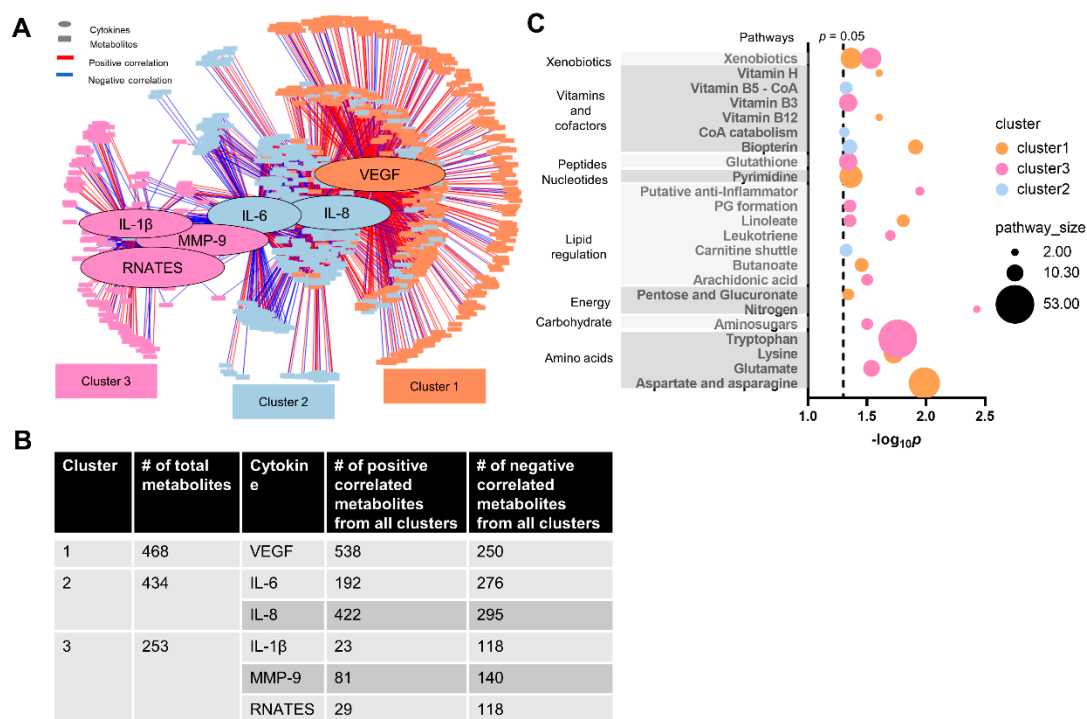 A
Cytokines
Metabolites
Positive correlation
Negative correlation
VEGF
IL-6
IL-8
IL-1β
MMP-9
RNATES
Cluster 3
Cluster 2
Cluster 1
B
Cluster
# of total metabolites
Cytokin
e
# of positive correlated metabolites from all clusters
# of negative correlated metabolites from all clusters
1 468 VEGF 538 250
2 434 IL-6 192 276
IL-8 422 295
3 253 IL-1β 23 118
MMP-9 81 140
RNATES 29 118
C
Pathways p = 0.05
Xenobiotics
Vitamins
and
cofactors
Peptides
Nucleotides
Lipid
regulation
Energy
Carbohydrate
Amino acids
Xenobiotics
Vitamin H
Vitamin B5 - CoA
Vitamin B3
Vitamin B12
CoA catabolism
Biopterin
Glutathione
Pyrimidine
Putative anti-Inflammator
PG formation
Linoleate
Leukotriene
Carnitine shuttle
Butanoate
Arachidonic acid
Pentose and Glucuronate
Nitrogen
Aminosugars
Tryptophan
Lysine
Glutamate
Aspartate and asparagine
1.0 1.5 2.0 2.5
-log10p
cluster
cluster1
cluster3
cluster2
pathway_size
2.00
10.30
53.00